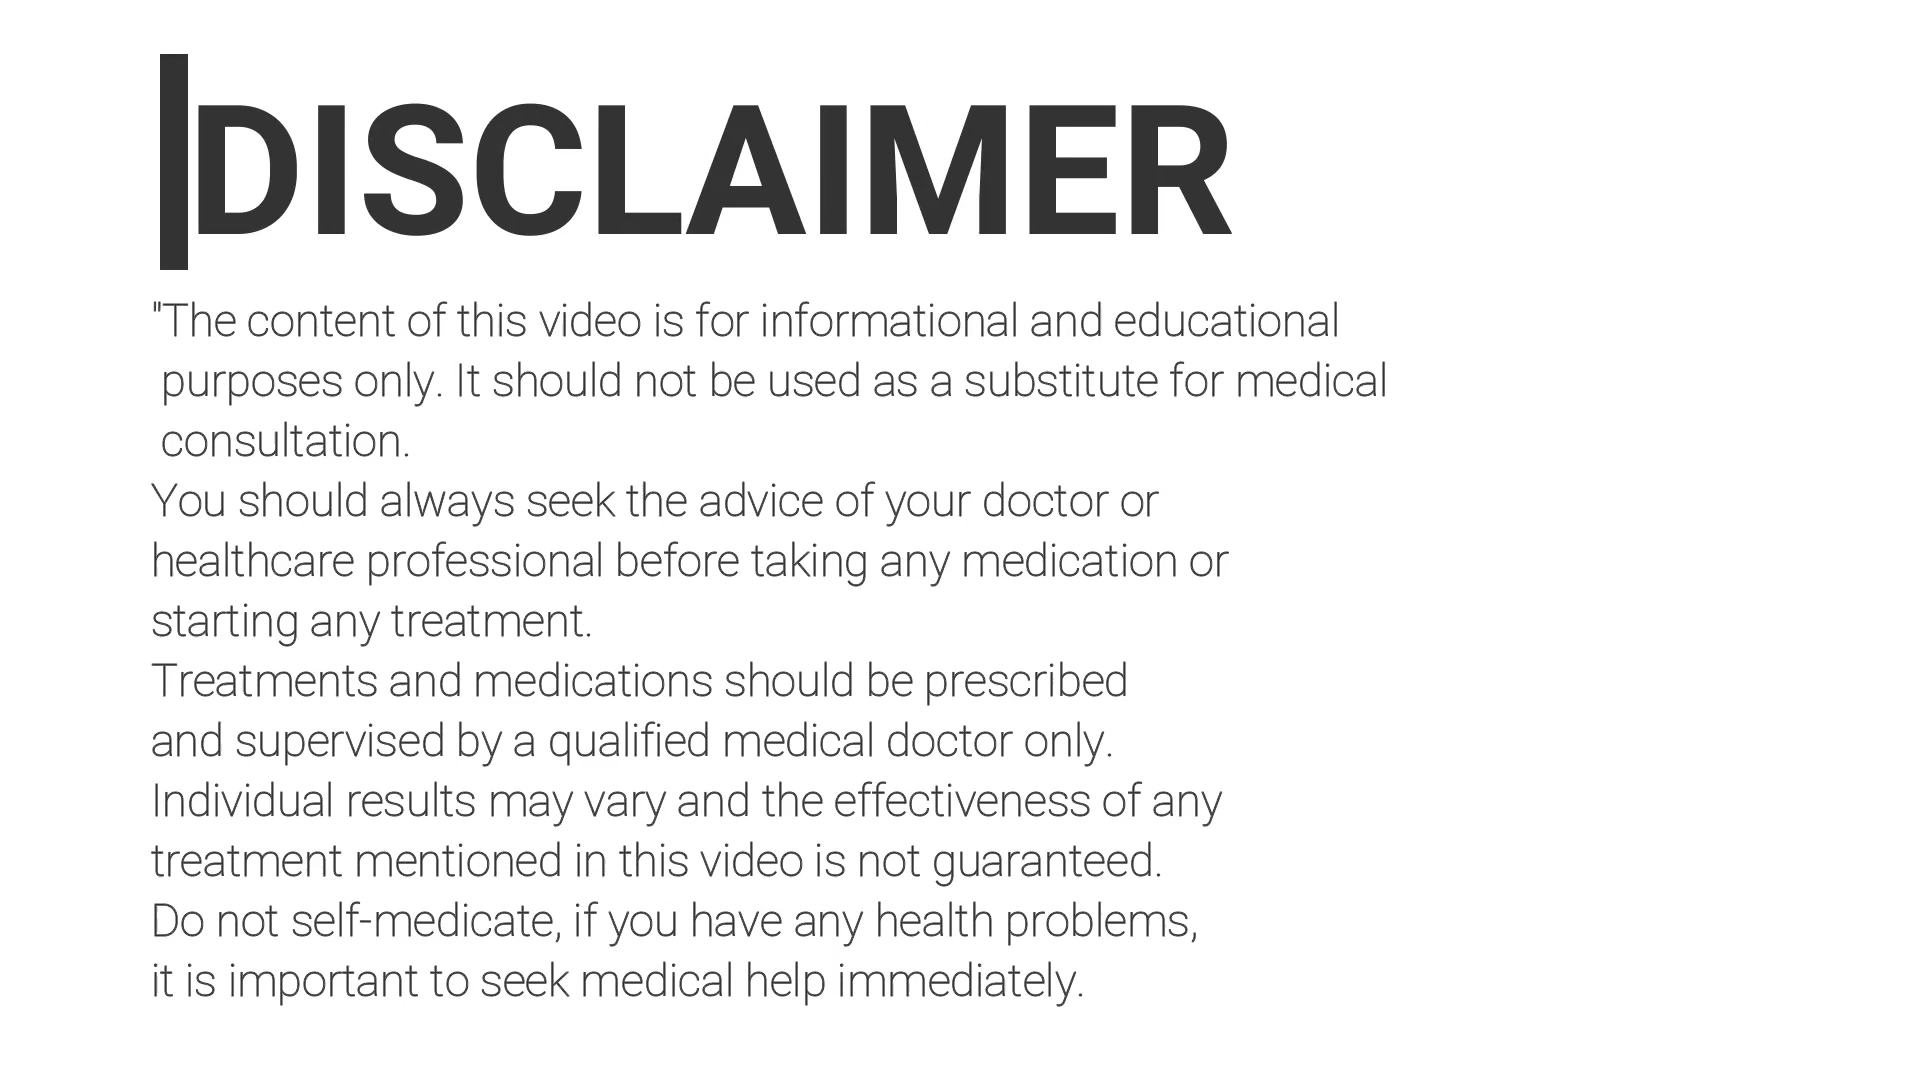 DISCLAIMER
"The content of this video is for informational and educational
purposes only. It should not be used as a substitute for medical
consultation.
You should always seek the advice of your doctor or
healthcare professional before taking any medication or
starting any treatment.
Treatments and medications should be prescribed
and supervised by a qualified medical doctor only.
Individual results may vary and the effectiveness of any
treatment mentioned in this video is not guaranteed.
Do not self-medicate, if you have any health problems,
it is important to seek medical help immediately.